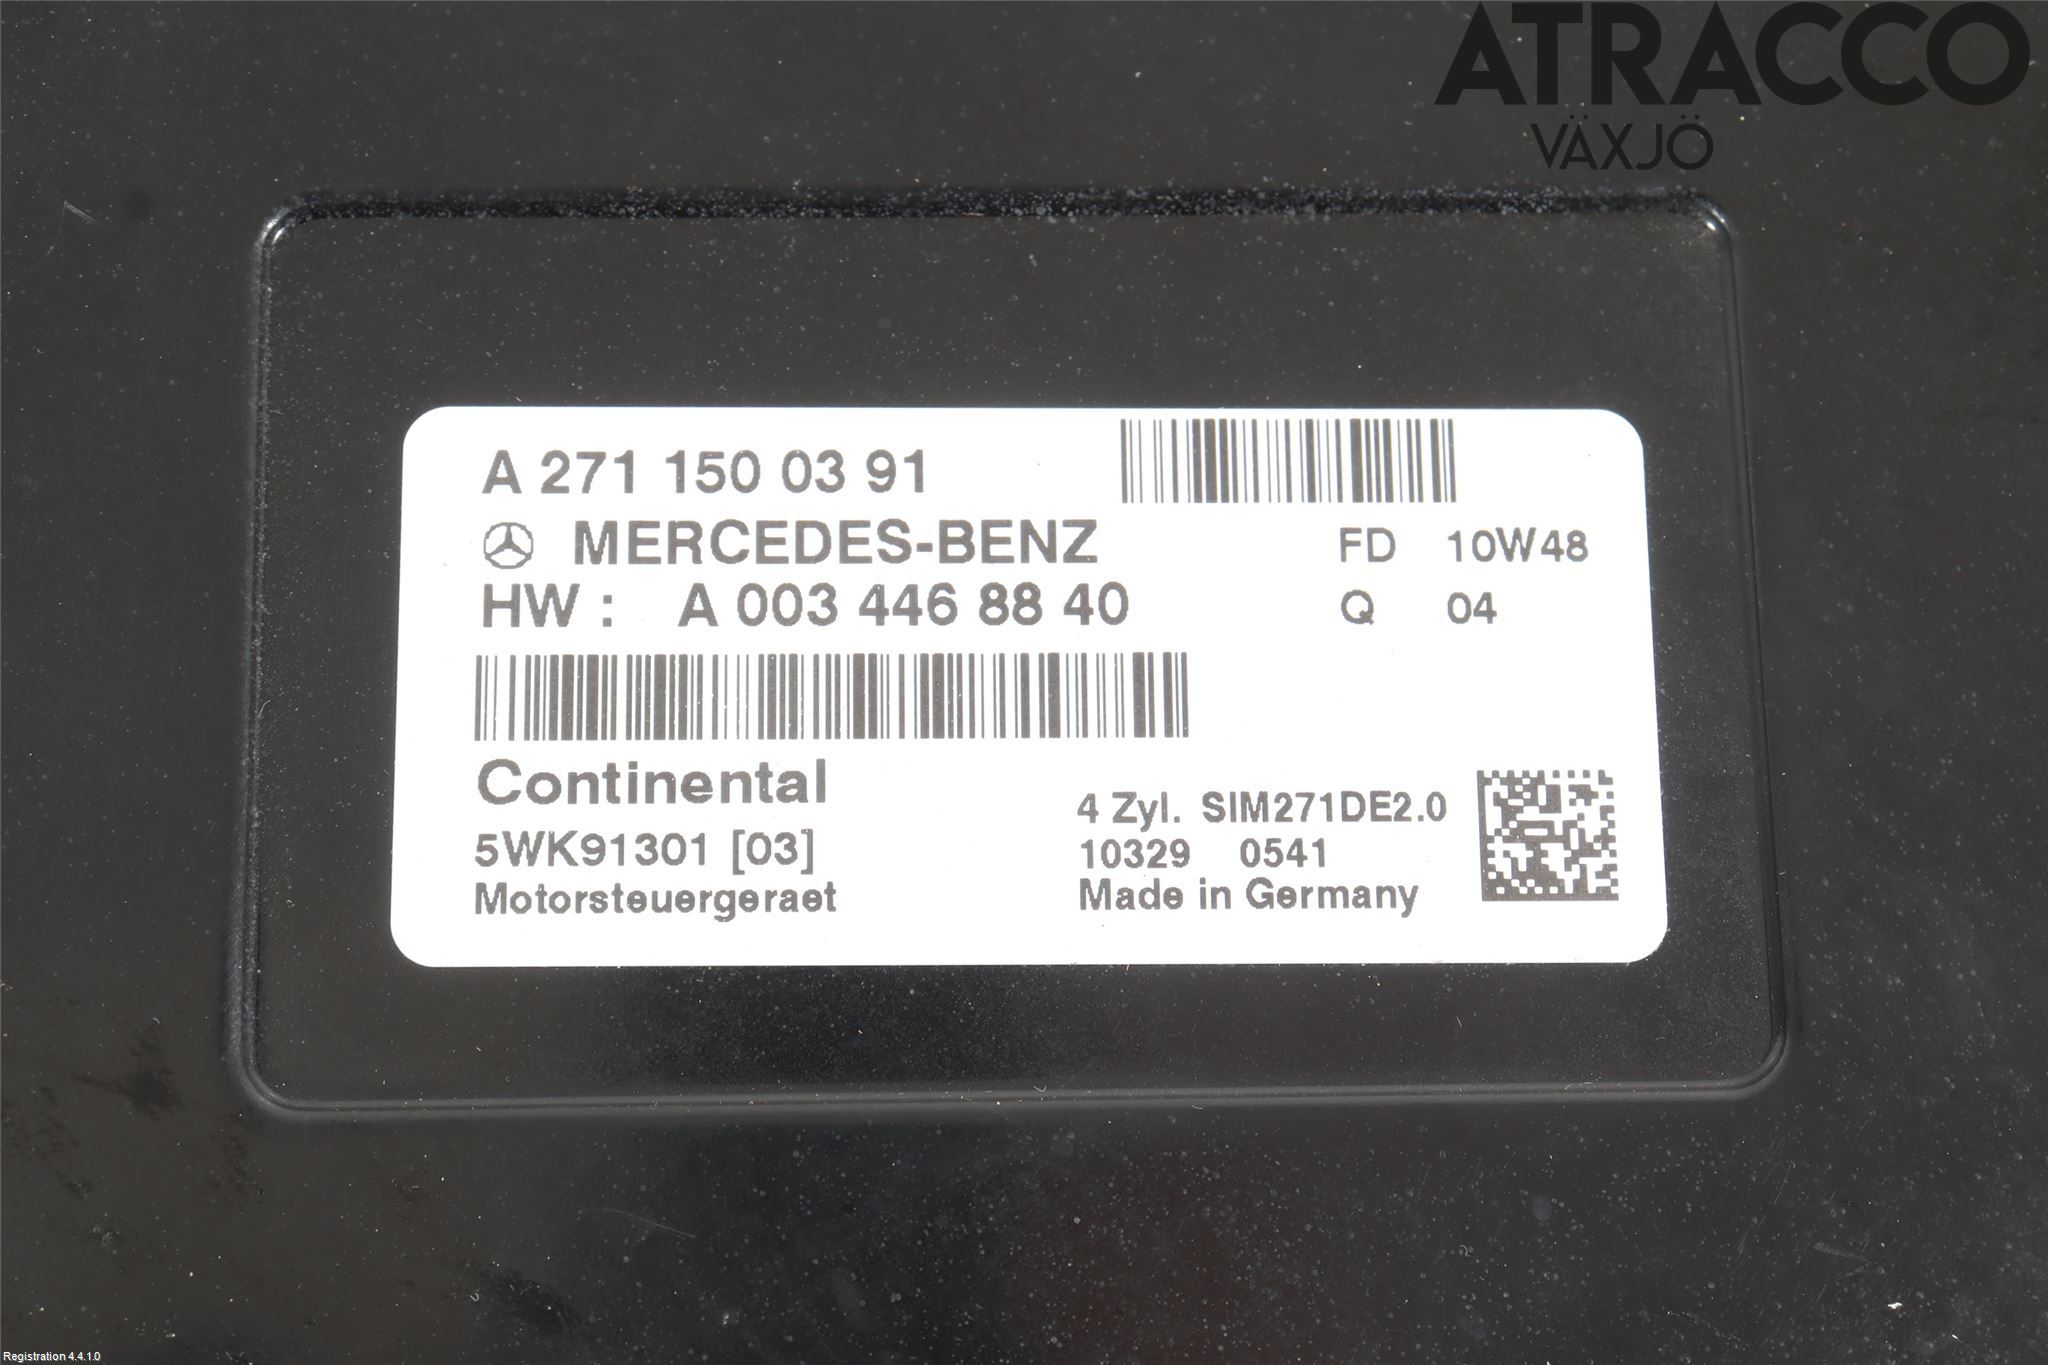 ATRACCO
VÄXJÖ
A 271 150 03 91
MERCEDES-BENZ FD 10W48
HW : A 003 446 88 40 Q 04
Continental
4 Zyl. SIM271DE2.0
5WK91301 [03] 10329 0541
Motorsteuergeraet Made in Germany
Registration 4.4.1.0